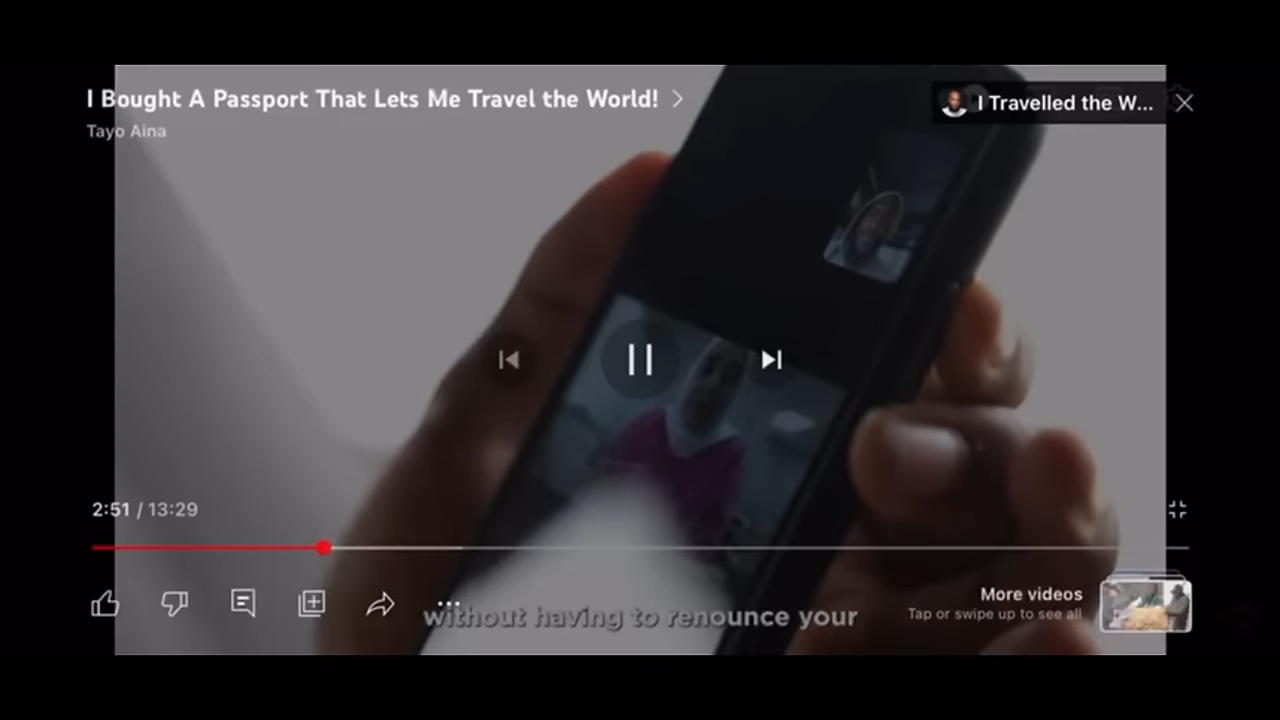 I Bought A Passport That Lets Me Travel the World!
Tayo Aina
I Travelled the W...
2:51 / 13:29
More videos
Tap or swipe up to see all
without having to renounce your